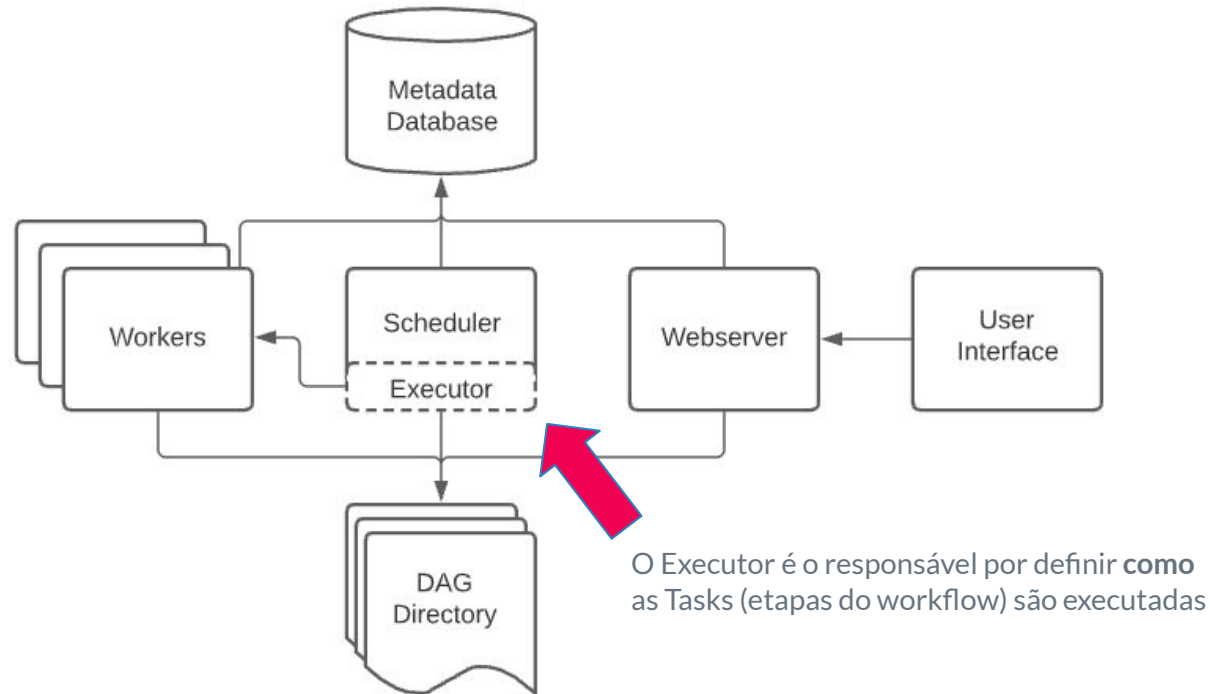 Metadata
Database
Workers
Scheduler
Executor
Webserver
User
Interface
DAG
Directory
O Executor é o responsável por definir como
as Tasks (etapas do workflow) são executadas